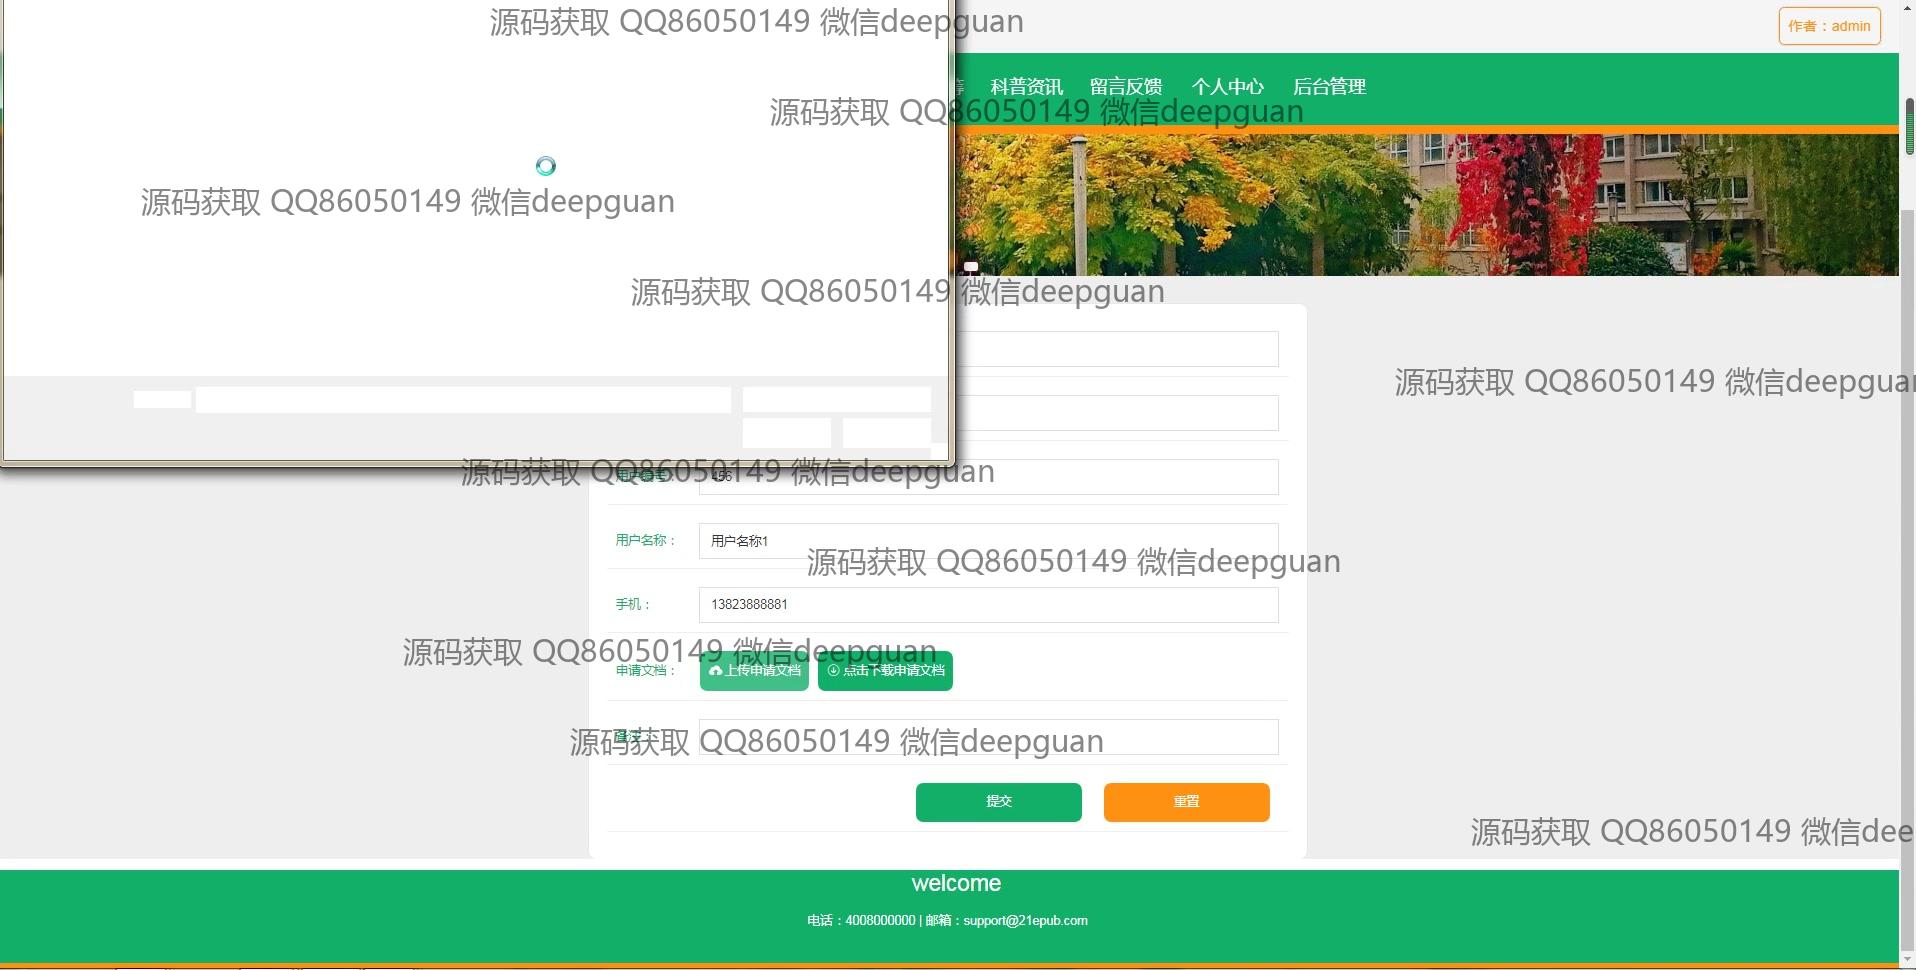 源码获取 QQ86050149 微信deepguan
作者：admin
科普资讯 留言反馈 个人中心 后台管理
源码获取 QQ86050149 微信deepguan
源码获取 QQ86050149 微信deepguan
源码获取 QQ86050149 微信deepguan
源码获取 QQ86050149 微信deepguan
源码获取 QQ86050149 微信deepguan
用户编号： 456
用户名称： 用户名称1
源码获取 QQ86050149 微信deepguan
手机： 13823888881
源码获取 QQ86050149 微信deepguan
申请文档： 上传申请文档 点击下载申请文档
源码获取 QQ86050149 微信deepguan
提交 重置
源码获取 QQ86050149 微信dee
welcome
电话：4008000000 | 邮箱：support@21epub.com